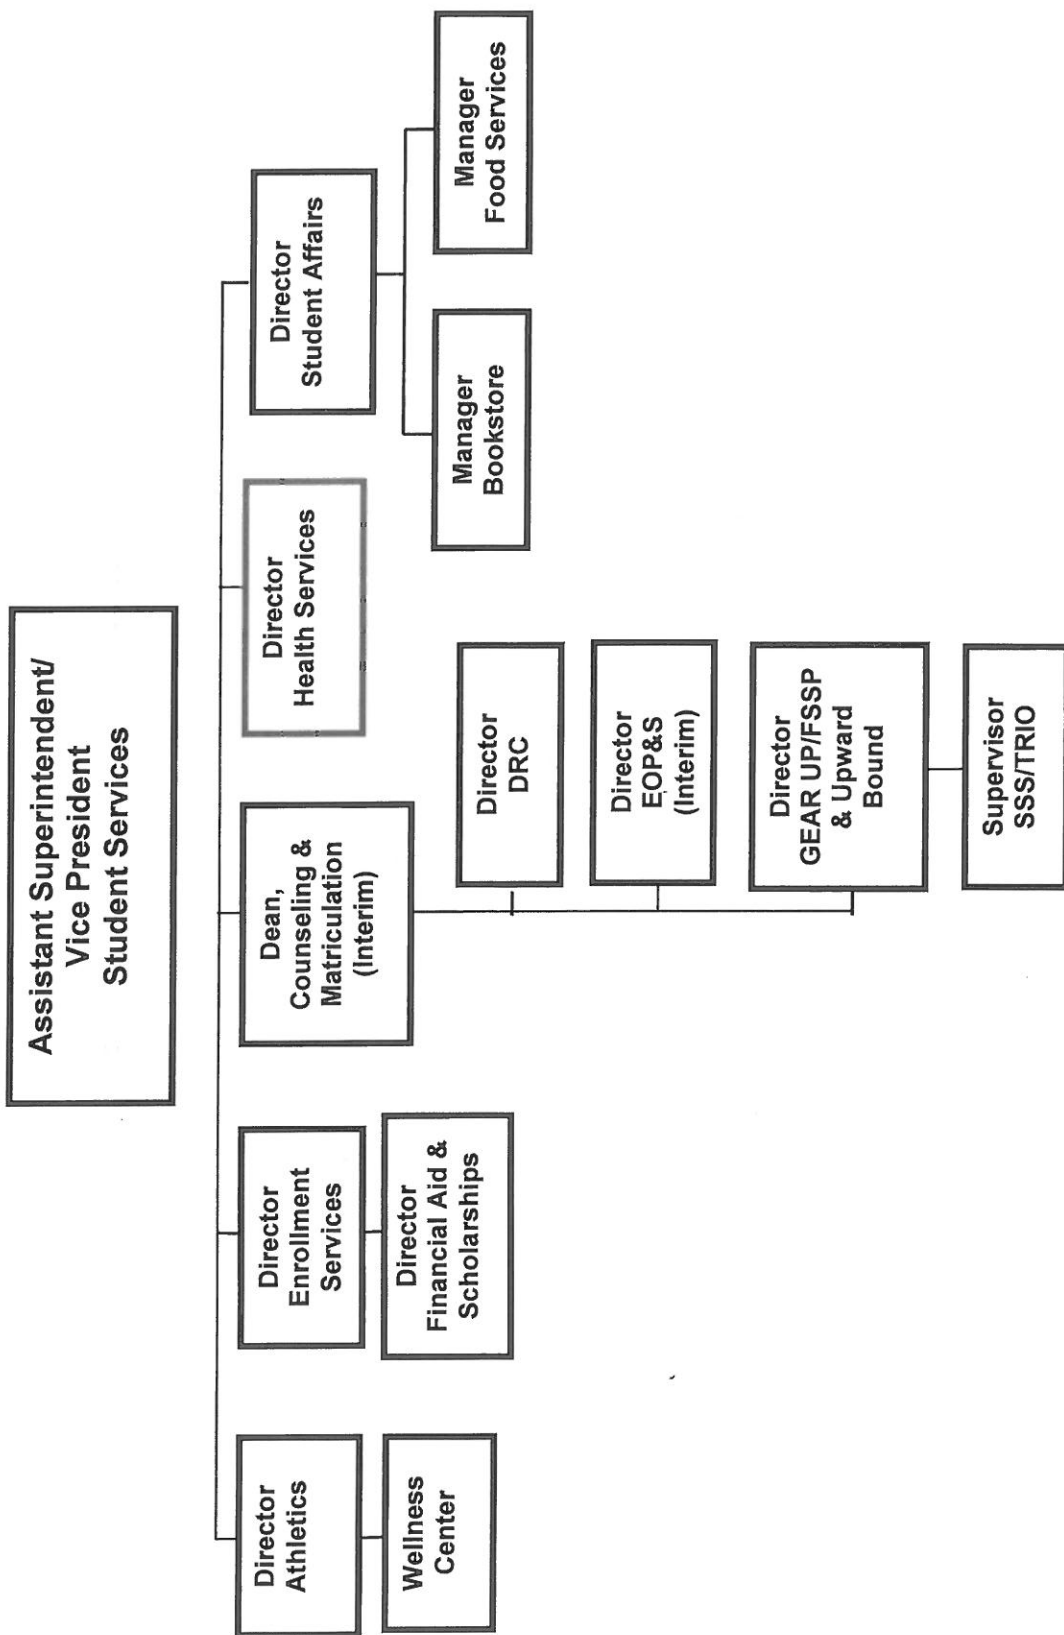 Assistant Superintendent/
Vice President
Student Services
Director
Athletics
Wellness
Center
Director
Enrollment
Services
Director
Financial Aid &
Scholarships
Dean,
Counseling &
Matriculation
(Interim)
Director
DRC
Director
EOP&S
(Interim)
Director
GEAR UP/FSSP
& Upward
Bound
Supervisor
SSS/TRIO
Director
Health Services
Director
Student Affairs
Manager
Bookstore
Manager
Food Services